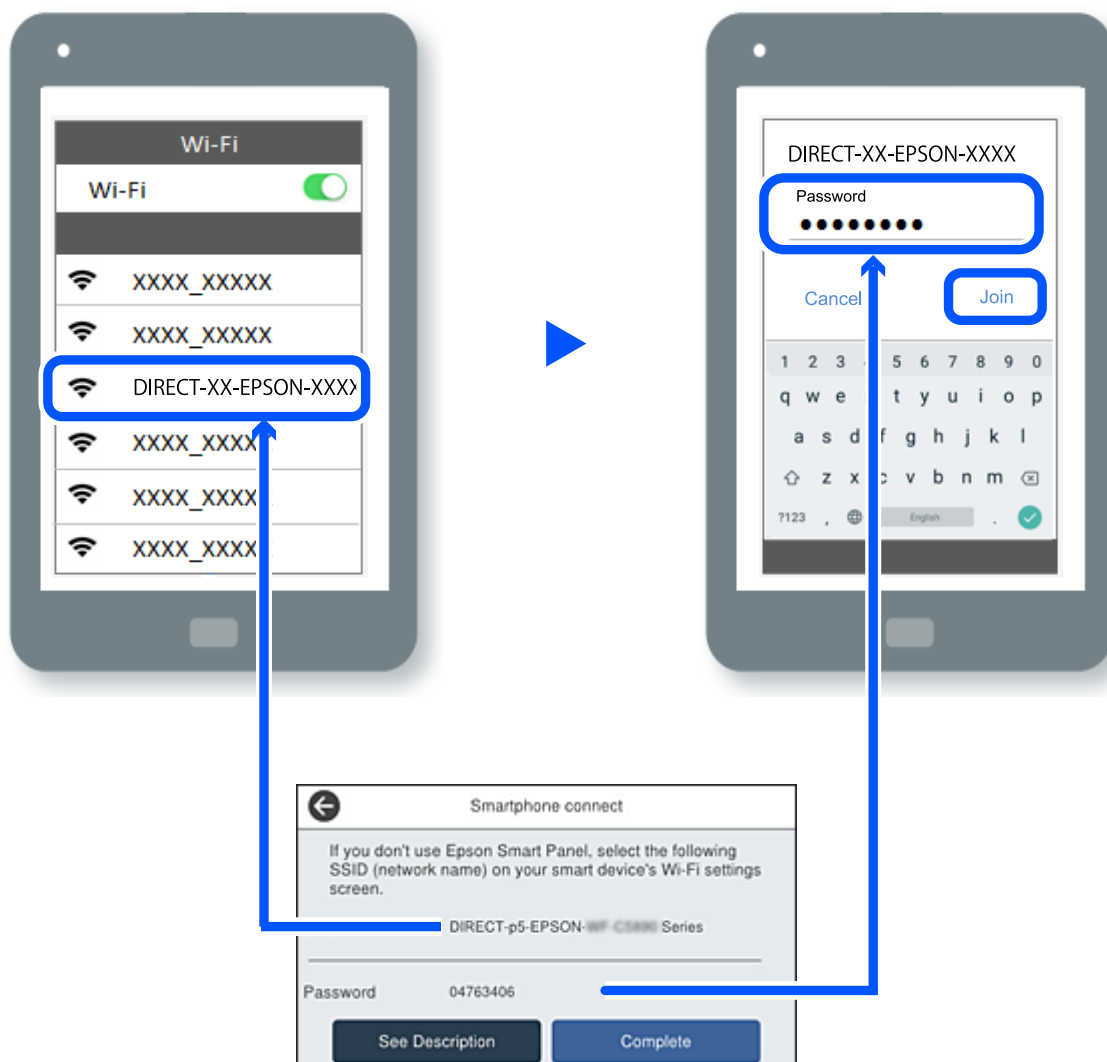 Wi-Fi
Wi-Fi
XXXX_XXXXX
XXXX_XXXXX
DIRECT-XX-EPSON-XXXX
XXXX_XXXX
XXXX_XXXX
XXXX_XXXX
DIRECT-XX-EPSON-XXXX
Password
Cancel
Join
1 2 3 5 6 7 8 9 0
q w e t y u i o p
a s d f g h j k l
z x c v b n m
?123 , English .
Smartphone connect
If you don't use Epson Smart Panel, select the following
SSID (network name) on your smart device's Wi-Fi settings
screen.
DIRECT-p5-EPSON- Series
Password 04763406
See Description
Complete